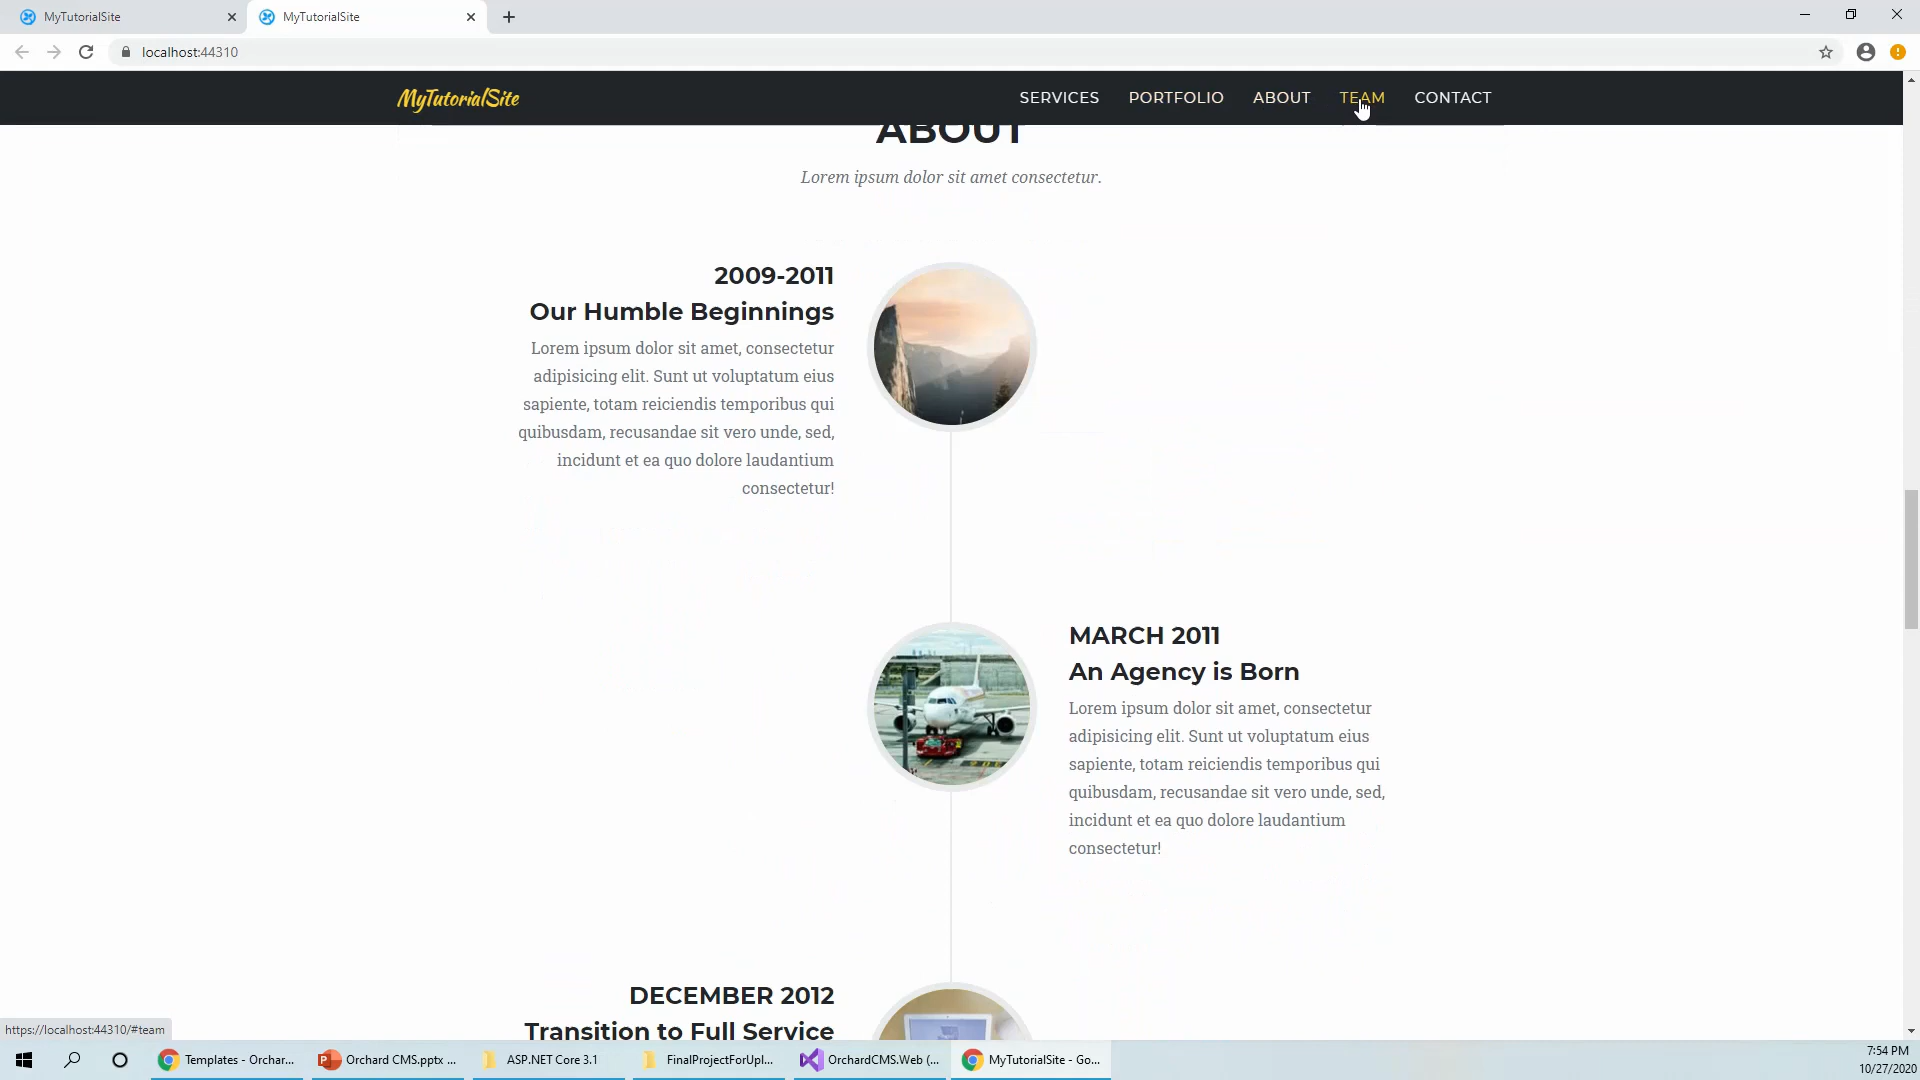 MyTutorialSite
MyTutorialSite
localhost:44310
MyTutorialSite
SERVICES
PORTFOLIO
ABOUT
TEAM
CONTACT
ABOUT
Lorem ipsum dolor sit amet consectetur.
2009-2011
Our Humble Beginnings
Lorem ipsum dolor sit amet, consectetur
adipisicing elit. Sunt ut voluptatum eius
sapiente, totam reiciendis temporibus qui
quibusdam, recusandae sit vero unde, sed,
incidunt et ea quo dolore laudantium
consectetur!
MARCH 2011
An Agency is Born
Lorem ipsum dolor sit amet, consectetur
adipisicing elit. Sunt ut voluptatum eius
sapiente, totam reiciendis temporibus qui
quibusdam, recusandae sit vero unde, sed,
incidunt et ea quo dolore laudantium
consectetur!
DECEMBER 2012
Transition to Full Service
https://localhost:44310/#team
Templates - Orchar...
Orchard CMS.pptx ...
ASP.NET Core 3.1
FinalProjectForUpl...
OrchardCMS.Web (...
MyTutorialSite - Go...
7:54 PM
10/27/2020